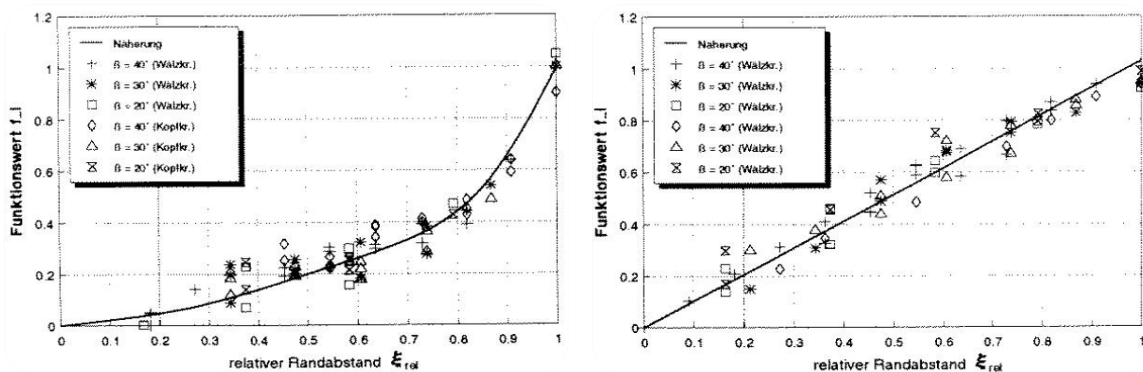 Funktionswert f_I
1.2
1
0.8
0.6
0.4
0.2
0
Näherung
ß = 40° (Wälzkr.)
ß = 30° (Wälzkr.)
ß = 20° (Wälzkr.)
ß = 40° (Kopfkr.)
ß = 30° (Kopfkr.)
ß = 20° (Kopfkr.)
0 0.1 0.2 0.3 0.4 0.5 0.6 0.7 0.8 0.9 1
relativer Randabstand ξrel
Funktionswert f_I
1.2
1
0.8
0.6
0.4
0.2
0
Näherung
ß = 40° (Wälzkr.)
ß = 30° (Wälzkr.)
ß = 20° (Wälzkr.)
ß = 40° (Wälzkr.)
ß = 30° (Wälzkr.)
ß = 20° (Wälzkr.)
0 0.1 0.2 0.3 0.4 0.5 0.6 0.7 0.8 0.9 1
relativer Randabstand ξrel